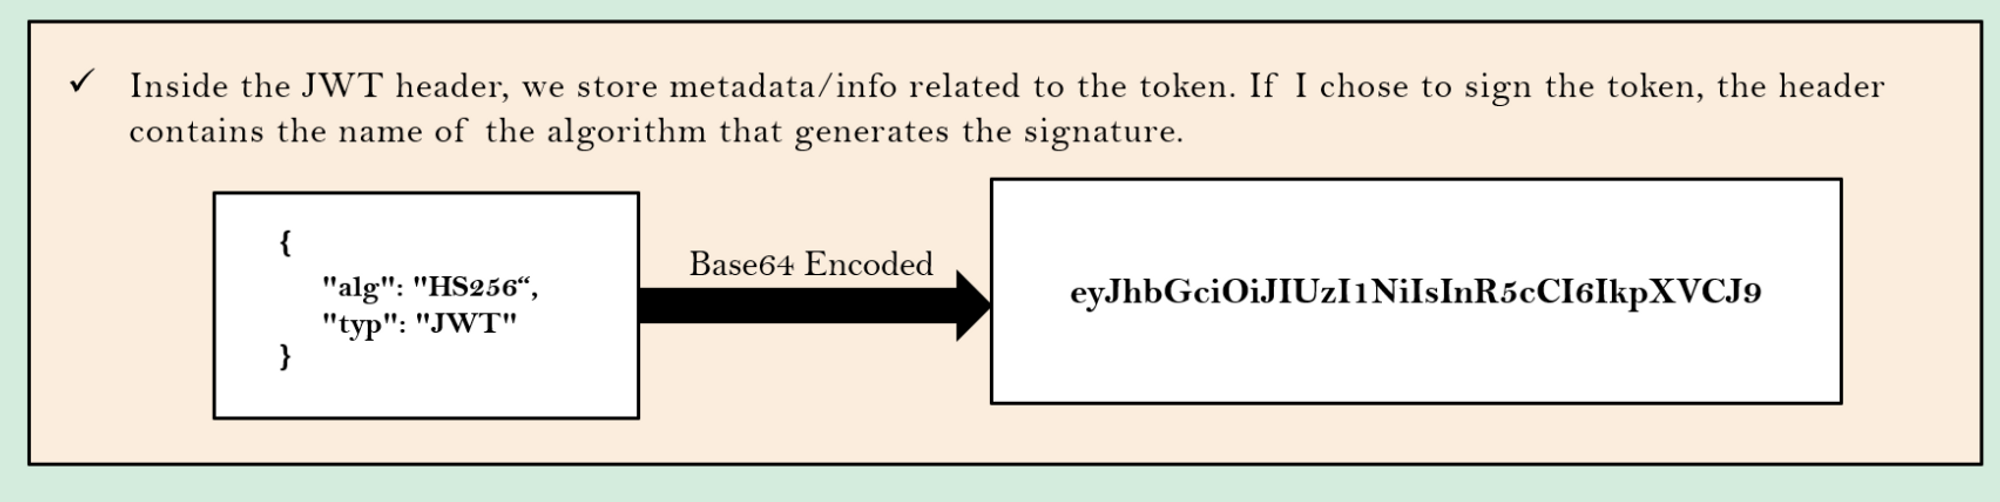 ✓ Inside the JWT header, we store metadata/info related to the token. If I chose to sign the token, the header
contains the name of the algorithm that generates the signature.
{
"alg": "HS256“,
"typ": "JWT"
}
Base64 Encoded
eyJhbGciOiJIUzI1NiIsInR5cCI6IkpXVCJ9